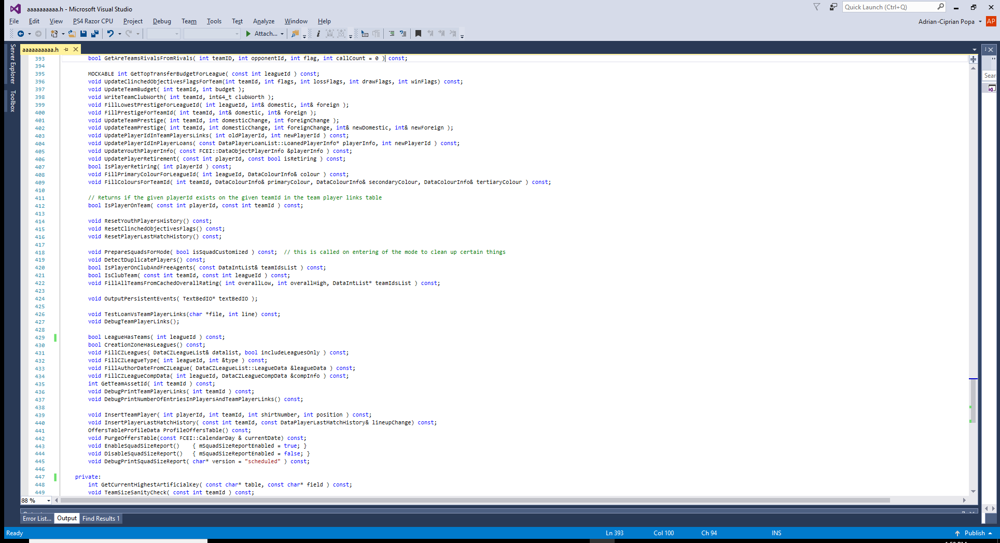 aaaaaaaaaa.h - Microsoft Visual Studio
Quick Launch (Ctrl+Q)
File Edit View PS4 Razor CPU Project Debug Team Tools Test Analyze Window Help
Adrian-Ciprian Popa AP
Attach...
Server Explorer
Toolbox
aaaaaaaaaa.h
Sear
393 bool GetAreTeamsRivalsFromRivals( int teamID, int opponentId, int flag, int callCount = 0 ) const;
394
395 MOCKABLE int GetTopTransferBudgetForLeague( const int leagueId ) const;
396 void UpdateClinchedObjectivesFlagsForTeam(int teamId, int flags, int lossFlags, int drawFlags, int winFlags) const;
397 void UpdateTeamBudget( int teamId, int budget );
398 void WriteTeamClubWorth( int teamId, int64_t clubWorth );
399 void FillLowestPrestigeForLeagueId( int leagueId, int& domestic, int& foreign );
400 void FillPrestigeForTeamId( int teamId, int& domestic, int& foreign );
401 void UpdateTeamPrestige( int teamId, int domesticChange, int foreignChange );
402 void UpdateTeamPrestige( int teamId, int domesticChange, int foreignChange, int& newDomestic, int& newForeign );
403 void UpdatePlayerIdInTeamPlayersLinks( int oldPlayerId, int newPlayerId ) const;
404 void UpdatePlayerIdInPlayerLoans( const DataPlayerLoanList::LoanedPlayerInfo* playerInfo, int newPlayerId ) const;
405 void UpdateYouthPlayerInfo( const FCEI::DataObjectPlayerInfo &playerInfo ) const;
406 void UpdatePlayerRetirement( const int playerId, const bool isRetiring ) const;
407 bool IsPlayerRetiring( int playerId ) const;
408 void FillPrimaryColourForLeagueId( int leagueId, DataColourInfo& colour ) const;
409 void FillColoursForTeamId( int teamId, DataColourInfo& primaryColour, DataColourInfo& secondaryColour, DataColourInfo& tertiaryColour ) const;
410
411 // Returns if the given playerId exists on the given teamId in the team player links table
412 bool IsPlayerOnTeam( const int playerId, const int teamId ) const;
413
414 void ResetYouthPlayersHistory() const;
415 void ResetClinchedObjectivesFlags() const;
416 void ResetPlayerLastMatchHistory() const;
417
418 void PrepareSquadsForMode( bool isSquadCustomized ) const; // this is called on entering of the mode to clean up certain things
419 void DetectDuplicatePlayers() const;
420 bool IsPlayerOnClubAndFreeAgents( const DataIntList& teamIdsList ) const;
421 bool IsClubTeam( const int teamId, const int leagueId ) const;
422 void FillAllTeamsFromCachedOverallRating( int overallLow, int overallHigh, DataIntList* teamIdsList ) const;
423
424 void OutputPersistentEvents( TextBedIO* textBedIO );
425
426 void TestLoanVsTeamPlayerLinks(char *file, int line) const;
427 void DebugTeamPlayerLinks();
428
429 bool LeagueHasTeams( int leagueId ) const;
430 bool CreationZoneHasLeagues() const;
431 void FillCZLeagues( DataCZLeagueList& datalist, bool includeLeaguesOnly ) const;
432 void FillCZLeagueType( int leagueId, int &type ) const;
433 void FillAuthorDateFromCZLeague( DataCZLeagueList::LeagueData &leagueData ) const;
434 void FillCZLeagueCompData( int leagueId, DataCZLeagueCompData &compInfo ) const;
435 int GetTeamAssetId( int teamId ) const;
436 void DebugPrintTeamPlayerLinks( int teamId ) const;
437 void DebugPrintNumberOfEntriesInPlayersAndTeamPlayerLinks() const;
438
439 void InsertTeamPlayer( int playerId, int teamId, int shirtNumber, int position ) const;
440 void InsertPlayerLastMatchHistory( const int teamId, const DataPlayerLastMatchHistory& lineupChange) const;
441 OffersTableProfileData ProfileOffersTable() const;
442 void PurgeOffersTable(const FCEI::CalendarDay & currentDate) const;
443 void EnableSquadSizeReport() { mSquadSizeReportEnabled = true; }
444 void DisableSquadSizeReport() { mSquadSizeReportEnabled = false; }
445 void DebugPrintSquadSizeReport( char* version = "scheduled" ) const;
446
447 private:
448 int GetCurrentHighestArtificialKey( const char* table, const char* field ) const;
449 void TeamSizeSanityCheck( const int teamId ) const;
88 %
Error List... Output Find Results 1
Ready Ln 393 Col 100 Ch 94 INS Publish